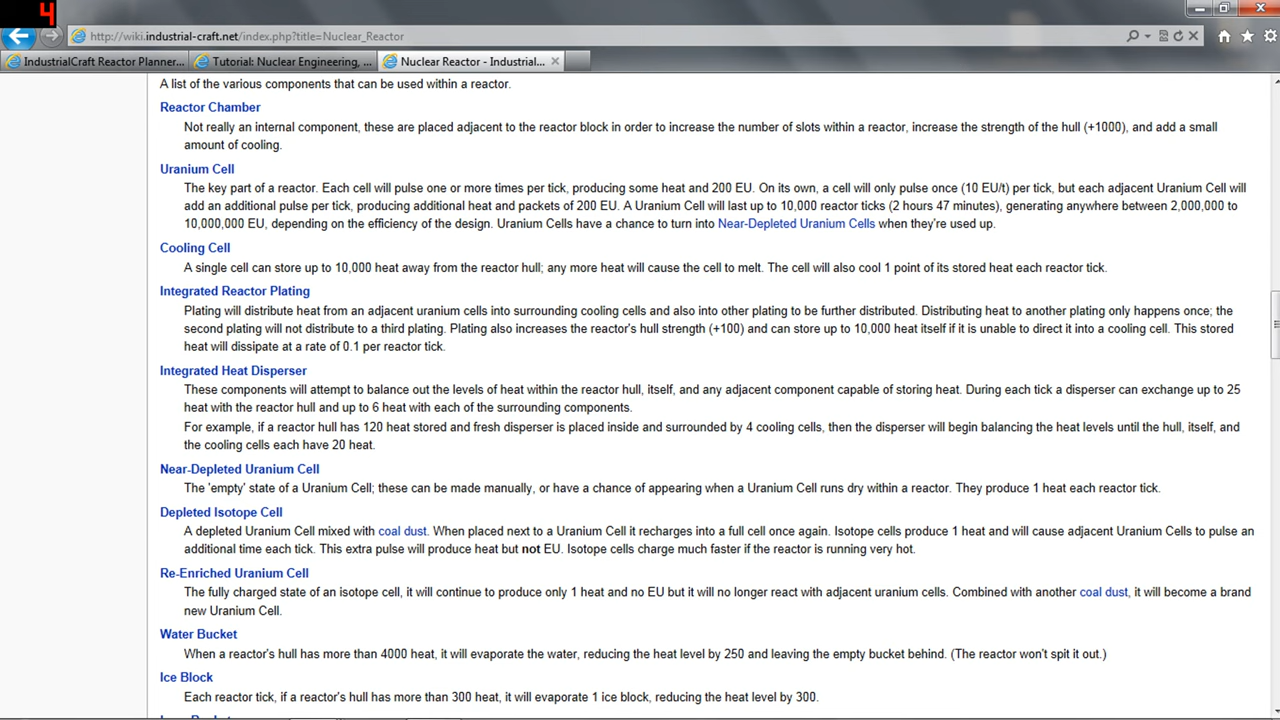 4
http://wiki.industrial-craft.net/index.php?title=Nuclear_Reactor
IndustrialCraft Reactor Planner... Tutorial: Nuclear Engineering, ... Nuclear Reactor - Industrial...
A list of the various components that can be used within a reactor.
Reactor Chamber
Not really an internal component, these are placed adjacent to the reactor block in order to increase the number of slots within a reactor, increase the strength of the hull (+1000), and add a small
amount of cooling.
Uranium Cell
The key part of a reactor. Each cell will pulse one or more times per tick, producing some heat and 200 EU. On its own, a cell will only pulse once (10 EU/t) per tick, but each adjacent Uranium Cell will
add an additional pulse per tick, producing additional heat and packets of 200 EU. A Uranium Cell will last up to 10,000 reactor ticks (2 hours 47 minutes), generating anywhere between 2,000,000 to
10,000,000 EU, depending on the efficiency of the design. Uranium Cells have a chance to turn into Near-Depleted Uranium Cells when they're used up.
Cooling Cell
A single cell can store up to 10,000 heat away from the reactor hull; any more heat will cause the cell to melt. The cell will also cool 1 point of its stored heat each reactor tick.
Integrated Reactor Plating
Plating will distribute heat from an adjacent uranium cells into surrounding cooling cells and also into other plating to be further distributed. Distributing heat to another plating only happens once; the
second plating will not distribute to a third plating. Plating also increases the reactor's hull strength (+100) and can store up to 10,000 heat itself if it is unable to direct it into a cooling cell. This stored
heat will dissipate at a rate of 0.1 per reactor tick.
Integrated Heat Disperser
These components will attempt to balance out the levels of heat within the reactor hull, itself, and any adjacent component capable of storing heat. During each tick a disperser can exchange up to 25
heat with the reactor hull and up to 6 heat with each of the surrounding components.
For example, if a reactor hull has 120 heat stored and fresh disperser is placed inside and surrounded by 4 cooling cells, then the disperser will begin balancing the heat levels until the hull, itself, and
the cooling cells each have 20 heat.
Near-Depleted Uranium Cell
The 'empty' state of a Uranium Cell; these can be made manually, or have a chance of appearing when a Uranium Cell runs dry within a reactor. They produce 1 heat each reactor tick.
Depleted Isotope Cell
A depleted Uranium Cell mixed with coal dust. When placed next to a Uranium Cell it recharges into a full cell once again. Isotope cells produce 1 heat and will cause adjacent Uranium Cells to pulse an
additional time each tick. This extra pulse will produce heat but not EU. Isotope cells charge much faster if the reactor is running very hot.
Re-Enriched Uranium Cell
The fully charged state of an isotope cell, it will continue to produce only 1 heat and no EU but it will no longer react with adjacent uranium cells. Combined with another coal dust, it will become a brand
new Uranium Cell.
Water Bucket
When a reactor's hull has more than 4000 heat, it will evaporate the water, reducing the heat level by 250 and leaving the empty bucket behind. (The reactor won't spit it out.)
Ice Block
Each reactor tick, if a reactor's hull has more than 300 heat, it will evaporate 1 ice block, reducing the heat level by 300.